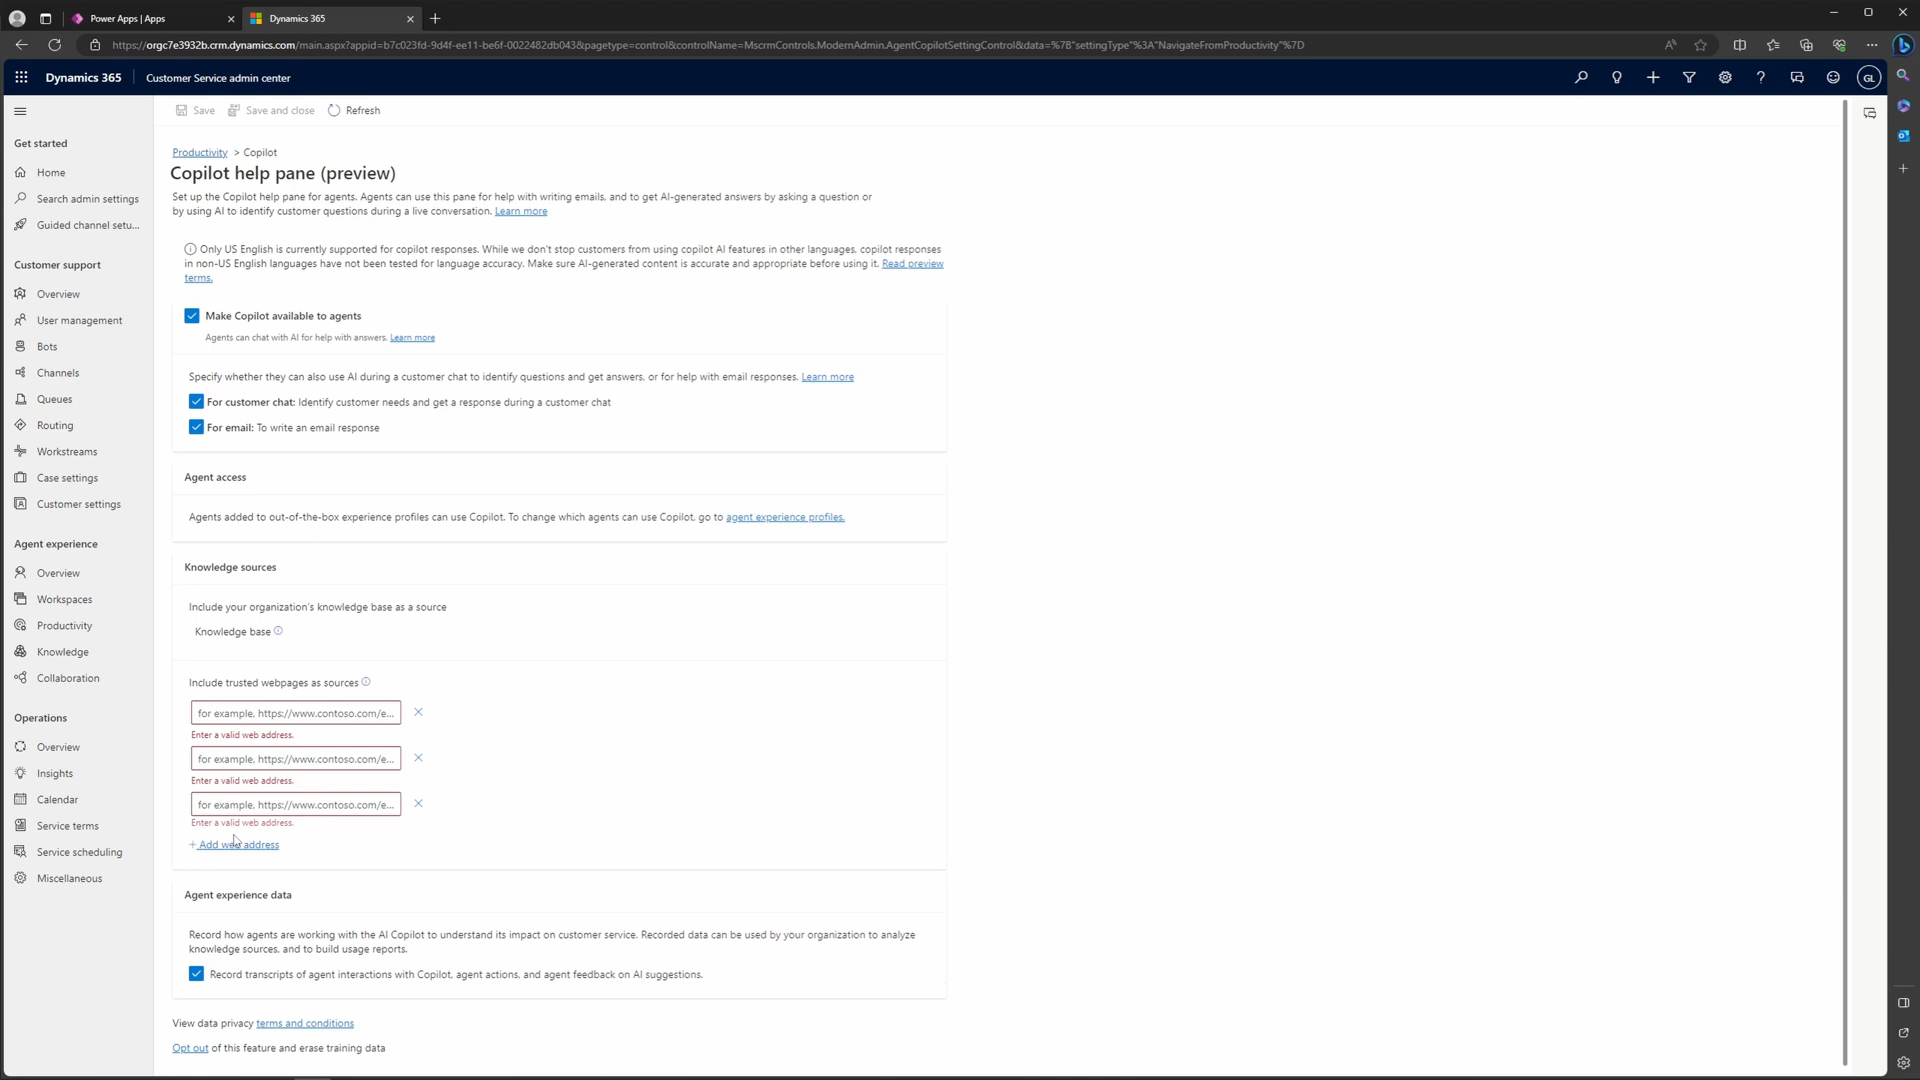 Power Apps | Apps
Dynamics 365
https://orgc7e3932b.crm.dynamics.com/main.aspx?appid=b7c023fd-9d4f-ee11-be6f-0022482db043&pagetype=control&controlName=MscrmControls.ModernAdmin.AgentCopilotSettingControl&data=%7B"settingType"%3A"NavigateFromProductivity"%7D
Dynamics 365
Customer Service admin center
GL
Save
Save and close
Refresh
Get started
Home
Search admin settings
Guided channel setu...
Customer support
Overview
User management
Bots
Channels
Queues
Routing
Workstreams
Case settings
Customer settings
Agent experience
Overview
Workspaces
Productivity
Knowledge
Collaboration
Operations
Overview
Insights
Calendar
Service terms
Service scheduling
Miscellaneous
Productivity > Copilot
Copilot help pane (preview)
Set up the Copilot help pane for agents. Agents can use this pane for help with writing emails, and to get AI-generated answers by asking a question or
by using AI to identify customer questions during a live conversation. Learn more
Only US English is currently supported for copilot responses. While we don't stop customers from using copilot AI features in other languages, copilot responses
in non-US English languages have not been tested for language accuracy. Make sure AI-generated content is accurate and appropriate before using it. Read preview
terms.
Make Copilot available to agents
Agents can chat with AI for help with answers. Learn more
Specify whether they can also use AI during a customer chat to identify questions and get answers, or for help with email responses. Learn more
For customer chat: Identify customer needs and get a response during a customer chat
For email: To write an email response
Agent access
Agents added to out-of-the-box experience profiles can use Copilot. To change which agents can use Copilot, go to agent experience profiles.
Knowledge sources
Include your organization's knowledge base as a source
Knowledge base
Include trusted webpages as sources
for example, https://www.contoso.com/e...
Enter a valid web address.
for example, https://www.contoso.com/e...
Enter a valid web address.
for example, https://www.contoso.com/e...
Enter a valid web address.
+ Add web address
Agent experience data
Record how agents are working with the AI Copilot to understand its impact on customer service. Recorded data can be used by your organization to analyze
knowledge sources, and to build usage reports.
Record transcripts of agent interactions with Copilot, agent actions, and agent feedback on AI suggestions.
View data privacy terms and conditions
Opt out of this feature and erase training data